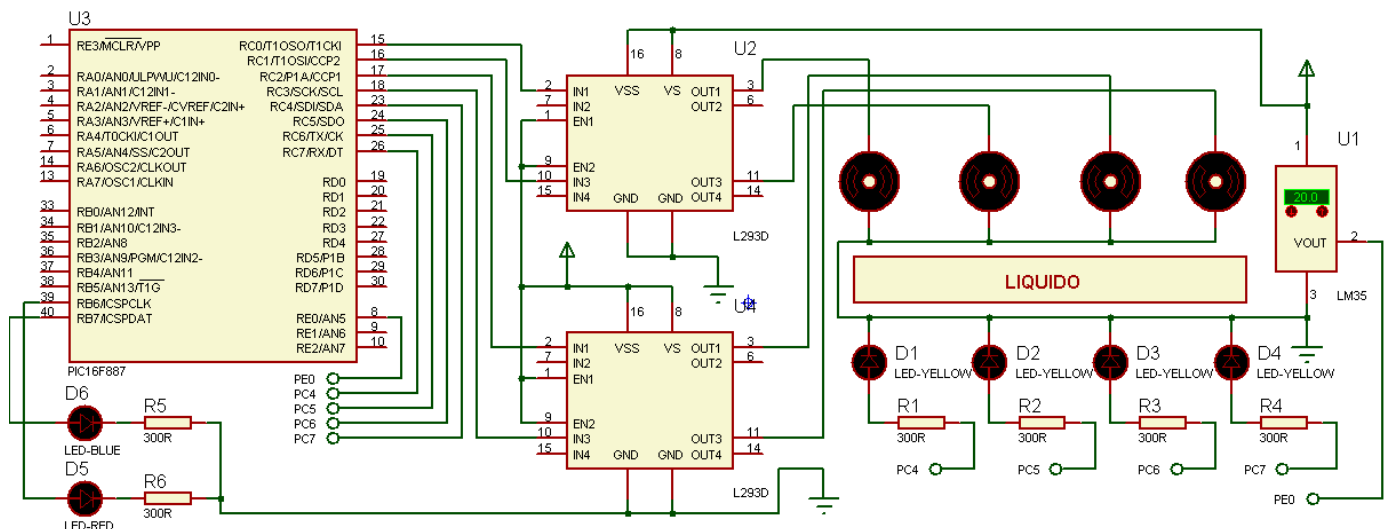 U3
1 RE3/MCLR/VPP
2 RA0/AN0/ULPWU/C12IN0-
3 RA1/AN1/C12IN1-
4 RA2/AN2/VREF-/CVREF/C2IN+
5 RA3/AN3/VREF+/C1IN+
6 RA4/T0CKI/C1OUT
7 RA5/AN4/SS/C2OUT
14 RA6/OSC2/CLKOUT
13 RA7/OSC1/CLKIN
33 RB0/AN12/INT
34 RB1/AN10/C12IN3-
35 RB2/AN8
36 RB3/AN9/PGM/C12IN2-
37 RB4/AN11
38 RB5/AN13/T1G
39 RB6/ICSPCLK
40 RB7/ICSPDAT
RC0/T1OSO/T1CKI 15
RC1/T1OSI/CCP2 16
RC2/P1A/CCP1 17
RC3/SCK/SCL 18
RC4/SDI/SDA 23
RC5/SDO 24
RC6/TX/CK 25
RC7/RX/DT 26
RD0 19
RD1 20
RD2 21
RD3 22
RD4 27
RD5/P1B 28
RD6/P1C 29
RD7/P1D 30
RE0/AN5 8
RE1/AN6 9
RE2/AN7 10
PIC16F887
PE0
PC4
PC5
PC6
PC7
D6
LED-BLUE
R5
300R
D5
LED-RED
R6
300R
U2
16 8
VSS VS
2 IN1
7 IN2
1 EN1
9 EN2
10 IN3
15 IN4
OUT1 3
OUT2 6
OUT3 11
OUT4 14
GND GND
L293D
U4
16 8
VSS VS
2 IN1
7 IN2
1 EN1
9 EN2
10 IN3
15 IN4
OUT1 3
OUT2 6
OUT3 11
OUT4 14
GND GND
L293D
LIQUIDO
U1
1
20.0
VOUT 2
3
LM35
D1
LED-YELLOW
D2
LED-YELLOW
D3
LED-YELLOW
D4
LED-YELLOW
R1
300R
R2
300R
R3
300R
R4
300R
PC4
PC5
PC6
PC7
PE0